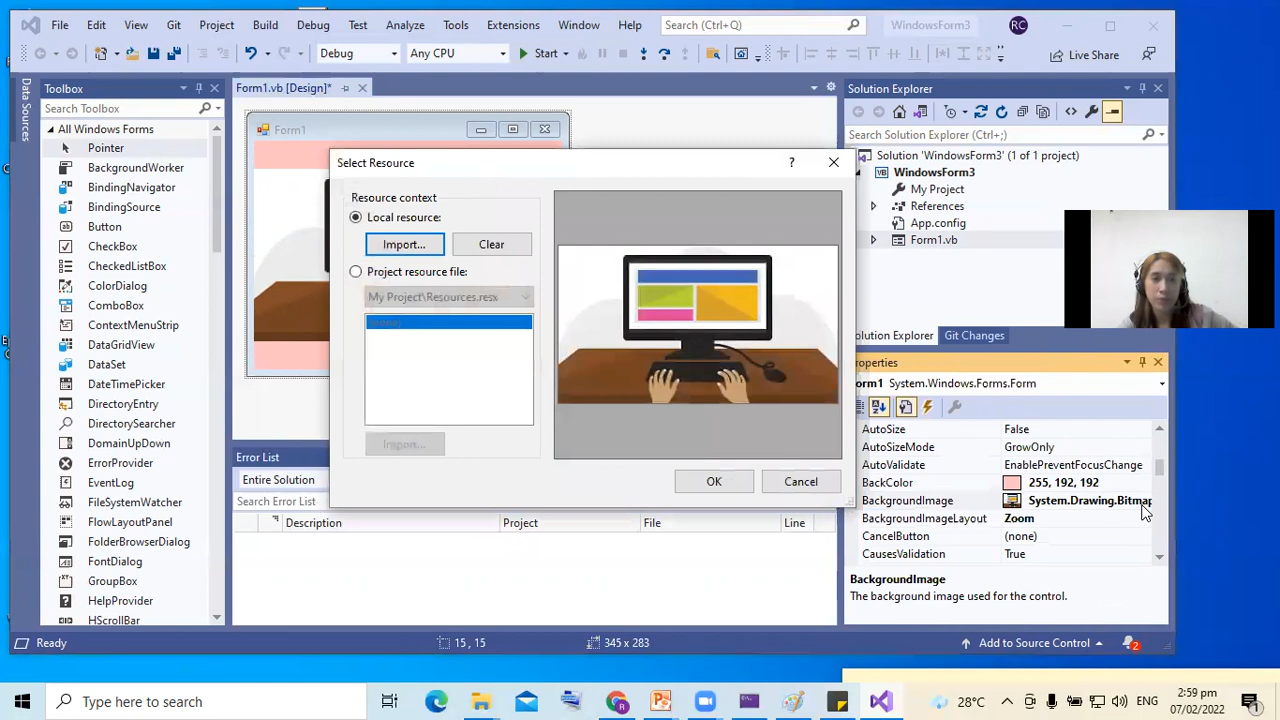 File Edit View Git Project Build Debug Test Analyze Tools Extensions Window Help Search (Ctrl+Q) WindowsForm3 RC
Debug Any CPU Start Live Share
Data Sources
Toolbox
Search Toolbox
All Windows Forms
Pointer
BackgroundWorker
BindingNavigator
BindingSource
Button
CheckBox
CheckedListBox
ColorDialog
ComboBox
ContextMenuStrip
DataGridView
DataSet
DateTimePicker
DirectoryEntry
DirectorySearcher
DomainUpDown
ErrorProvider
EventLog
FileSystemWatcher
FlowLayoutPanel
FolderBrowserDialog
FontDialog
GroupBox
HelpProvider
HScrollBar
Form1.vb [Design]*
Form1
Select Resource
Resource context
Local resource:
Import... Clear
Project resource file:
My Project\Resources.resx
Import...
OK Cancel
Error List
Entire Solution
Search Error List
Description Project File Line
Solution Explorer
Search Solution Explorer (Ctrl+;)
Solution 'WindowsForm3' (1 of 1 project)
WindowsForm3
My Project
References
App.config
Form1.vb
olution Explorer Git Changes
roperties
orm1 System.Windows.Forms.Form
AutoSize False
AutoSizeMode GrowOnly
AutoValidate EnablePreventFocusChange
BackColor 255, 192, 192
BackgroundImage System.Drawing.Bitmap
BackgroundImageLayout Zoom
CancelButton (none)
CausesValidation True
BackgroundImage
The background image used for the control.
Ready 15 , 15 345 x 283 Add to Source Control 2
Type here to search 28°C ENG 2:59 pm
07/02/2022 1